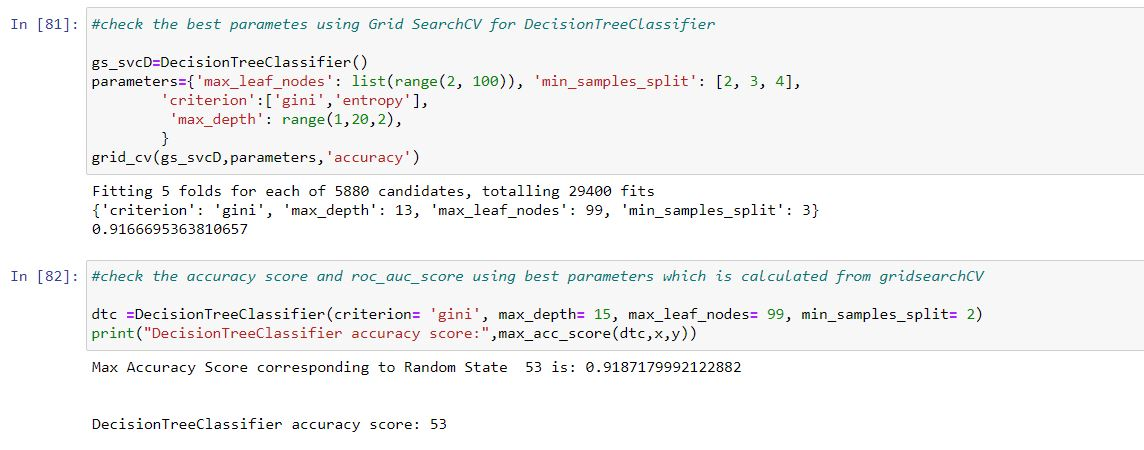 In [81]: #check the best parametes using Grid SearchCV for DecisionTreeClassifier
gs_svcD=DecisionTreeClassifier()
parameters={'max_leaf_nodes': list(range(2, 100)), 'min_samples_split': [2, 3, 4],
'criterion':['gini','entropy'],
'max_depth': range(1,20,2),
}
grid_cv(gs_svcD,parameters,'accuracy')
Fitting 5 folds for each of 5880 candidates, totalling 29400 fits
{'criterion': 'gini', 'max_depth': 13, 'max_leaf_nodes': 99, 'min_samples_split': 3}
0.9166695363810657
In [82]: #check the accuracy score and roc_auc_score using best parameters which is calculated from gridsearchCV
dtc =DecisionTreeClassifier(criterion= 'gini', max_depth= 15, max_leaf_nodes= 99, min_samples_split= 2)
print("DecisionTreeClassifier accuracy score:",max_acc_score(dtc,x,y))
Max Accuracy Score corresponding to Random State  53 is: 0.9187179992122882
DecisionTreeClassifier accuracy score: 53